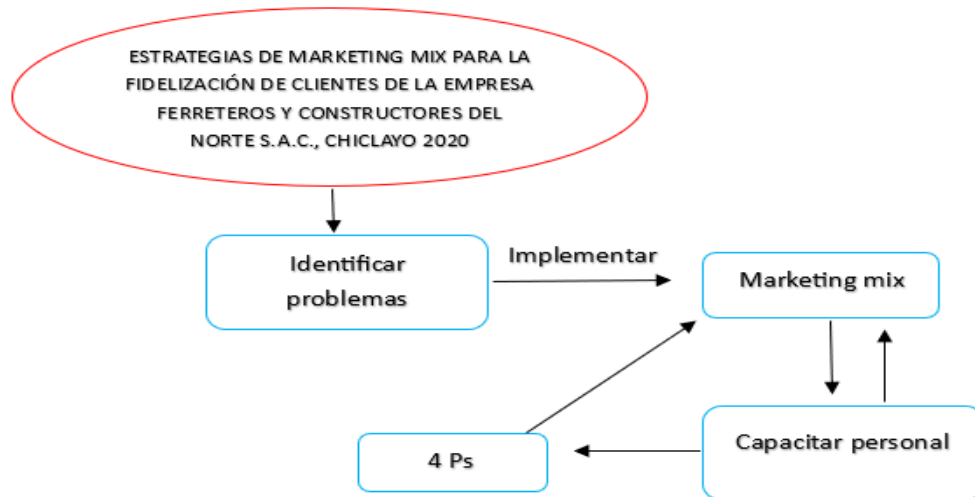 ESTRATEGIAS DE MARKETING MIX PARA LA
FIDELIZACIÓN DE CLIENTES DE LA EMPRESA
FERRETEROS Y CONSTRUCTORES DEL
NORTE S.A.C., CHICLAYO 2020
Identificar
problemas
Implementar
Marketing mix
Capacitar personal
4 Ps